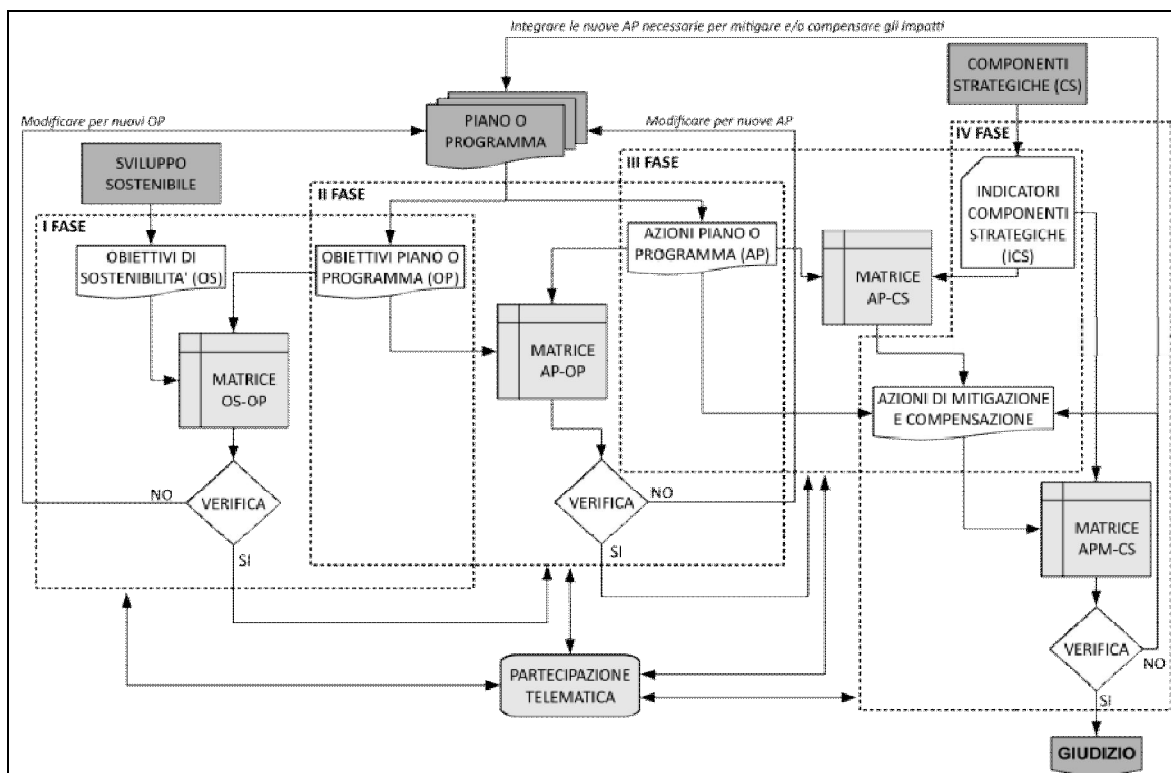 Integrare le nuove AP necessarie per mitigare e/o compensare gli impatti
COMPONENTI
STRATEGICHE (CS)
Modificare per nuovi OP
PIANO O
PROGRAMMA
Modificare per nuove AP
IV FASE
SVILUPPO
SOSTENIBILE
III FASE
II FASE
INDICATORI
COMPONENTI
STRATEGICHE
(ICS)
I FASE
OBIETTIVI DI
SOSTENIBILITA' (OS)
OBIETTIVI PIANO O
PROGRAMMA (OP)
AZIONI PIANO O
PROGRAMMA (AP)
MATRICE
AP-CS
MATRICE
OS-OP
MATRICE
AP-OP
AZIONI DI MITIGAZIONE
E COMPENSAZIONE
NO
VERIFICA
SI
VERIFICA
NO
SI
MATRICE
APM-CS
PARTECIPAZIONE
TELEMATICA
VERIFICA
NO
SI
GIUDIZIO